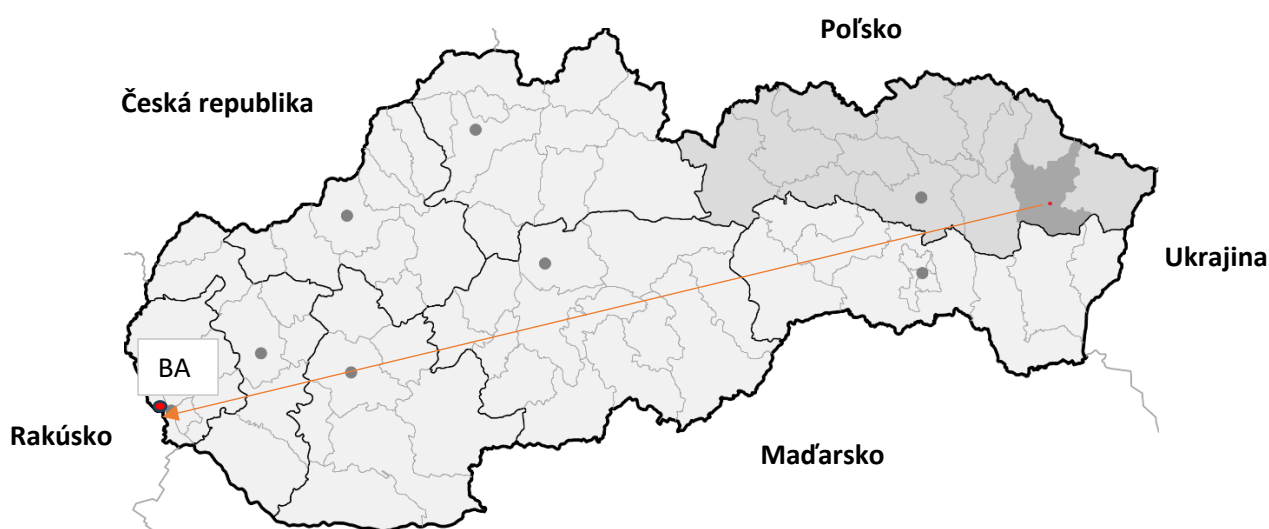 Poľsko
Česká republika
Ukrajina
BA
Rakúsko
Maďarsko